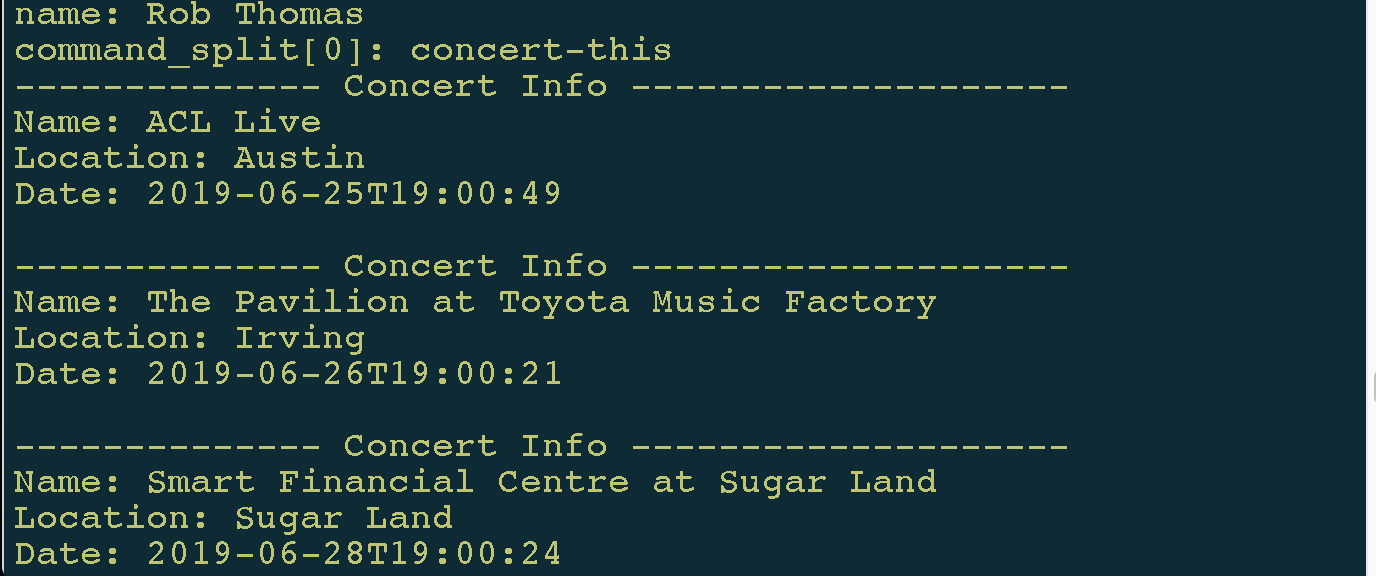 name: Rob Thomas
command_split[0]: concert-this
-------------- Concert Info --------------------
Name: ACL Live
Location: Austin
Date: 2019-06-25T19:00:49
-------------- Concert Info --------------------
Name: The Pavilion at Toyota Music Factory
Location: Irving
Date: 2019-06-26T19:00:21
-------------- Concert Info --------------------
Name: Smart Financial Centre at Sugar Land
Location: Sugar Land
Date: 2019-06-28T19:00:24